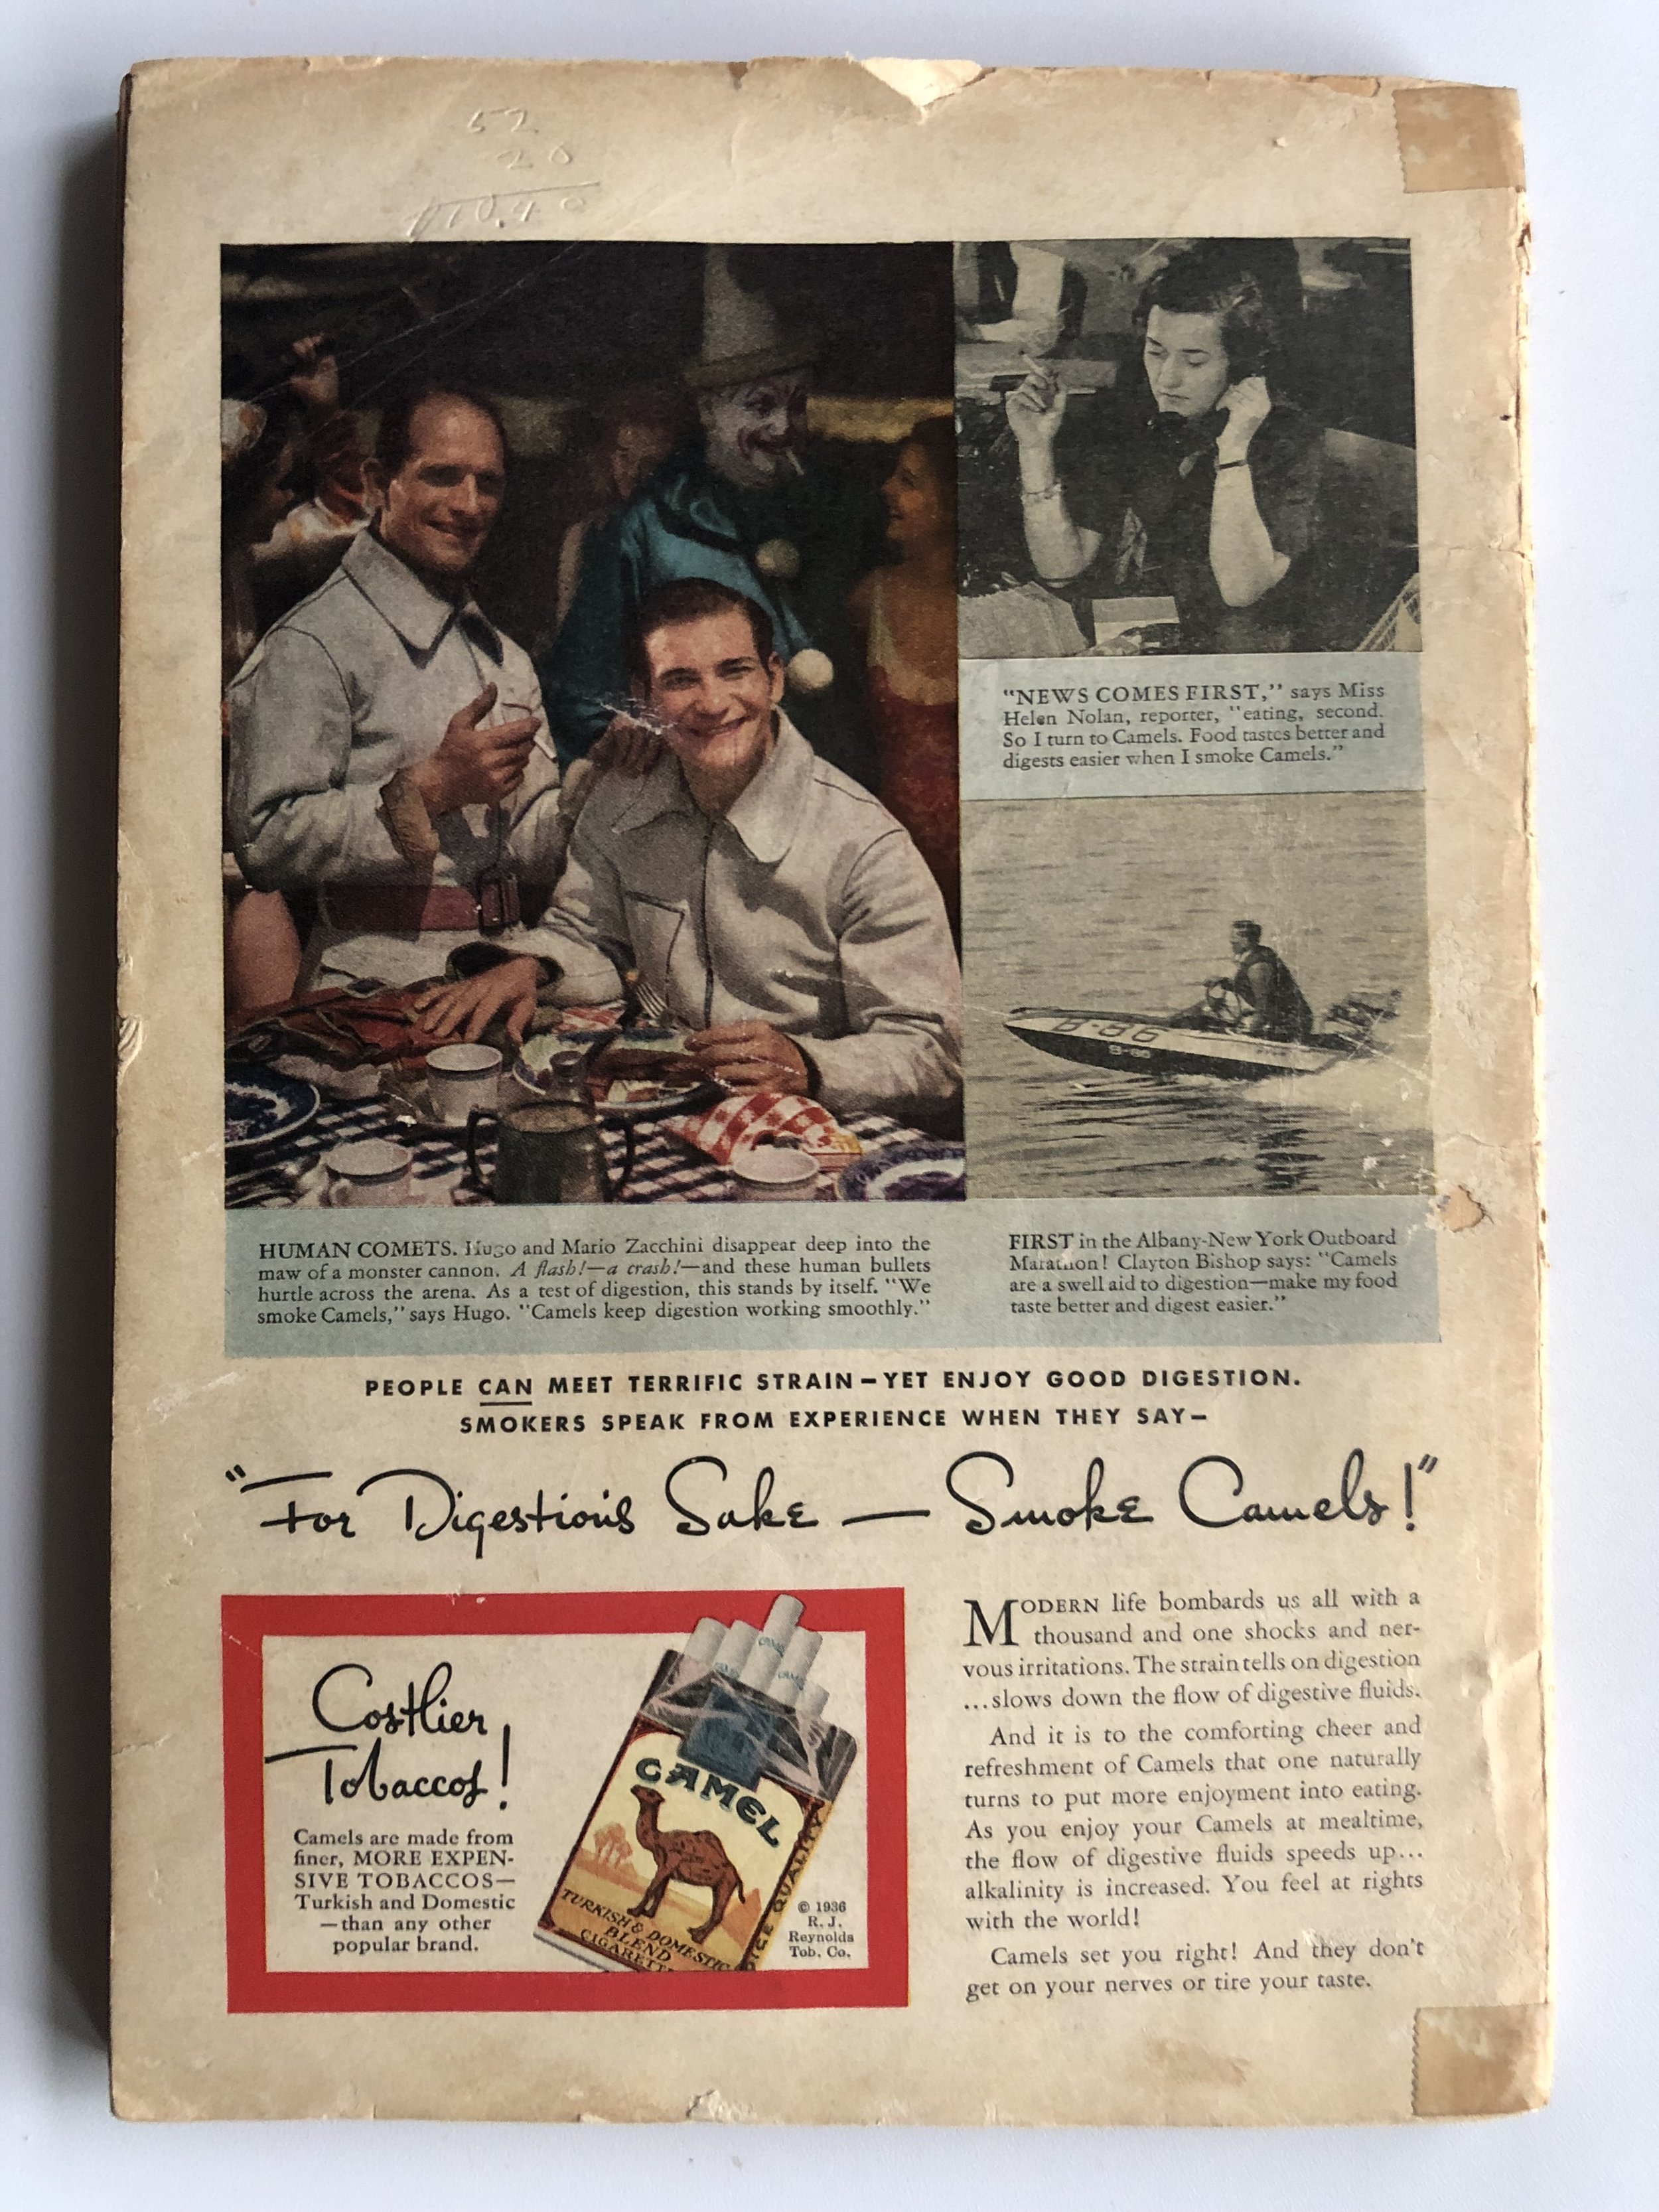 52
20
$10.40
"NEWS COMES FIRST," says Miss
Helen Nolan, reporter, "eating, second.
So I turn to Camels. Food tastes better and
digests easier when I smoke Camels."
B-86
B-86
HUMAN COMETS. Hugo and Mario Zacchini disappear deep into the
maw of a monster cannon. A flash!—a crash!—and these human bullets
hurtle across the arena. As a test of digestion, this stands by itself. "We
smoke Camels," says Hugo. "Camels keep digestion working smoothly."
FIRST in the Albany-New York Outboard
Marathon! Clayton Bishop says: "Camels
are a swell aid to digestion—make my food
taste better and digest easier."
PEOPLE CAN MEET TERRIFIC STRAIN—YET ENJOY GOOD DIGESTION.
SMOKERS SPEAK FROM EXPERIENCE WHEN THEY SAY—
"For Digestion's Sake — Smoke Camels!"
Costlier
Tobaccos!
Camels are made from
finer, MORE EXPEN-
SIVE TOBACCOS—
Turkish and Domestic
—than any other
popular brand.
CAMEL
CAMEL
CAMEL
CAMEL
TURKISH & DOMESTIC
BLEND
CIGARETTES
QUALITY
© 1936
R. J.
Reynolds
Tob. Co.
MODERN life bombards us all with a
thousand and one shocks and ner-
vous irritations. The strain tells on digestion
...slows down the flow of digestive fluids.
And it is to the comforting cheer and
refreshment of Camels that one naturally
turns to put more enjoyment into eating.
As you enjoy your Camels at mealtime,
the flow of digestive fluids speeds up...
alkalinity is increased. You feel at rights
with the world!
Camels set you right! And they don't
get on your nerves or tire your taste.